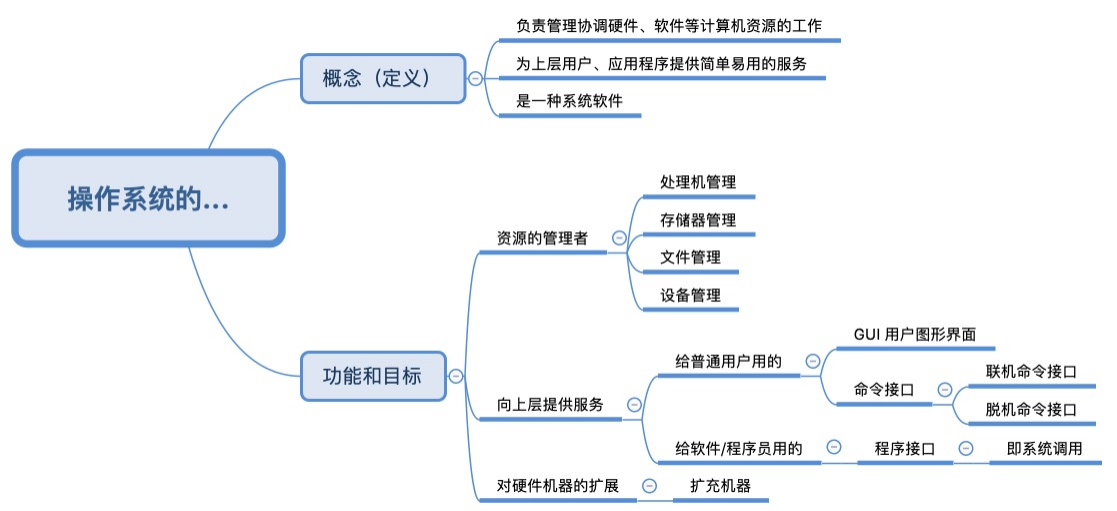 操作系统的...
概念（定义）
负责管理协调硬件、软件等计算机资源的工作
为上层用户、应用程序提供简单易用的服务
是一种系统软件
功能和目标
资源的管理者
处理机管理
存储器管理
文件管理
设备管理
向上层提供服务
给普通用户用的
GUI 用户图形界面
命令接口
联机命令接口
脱机命令接口
给软件/程序员用的
程序接口
即系统调用
对硬件机器的扩展
扩充机器